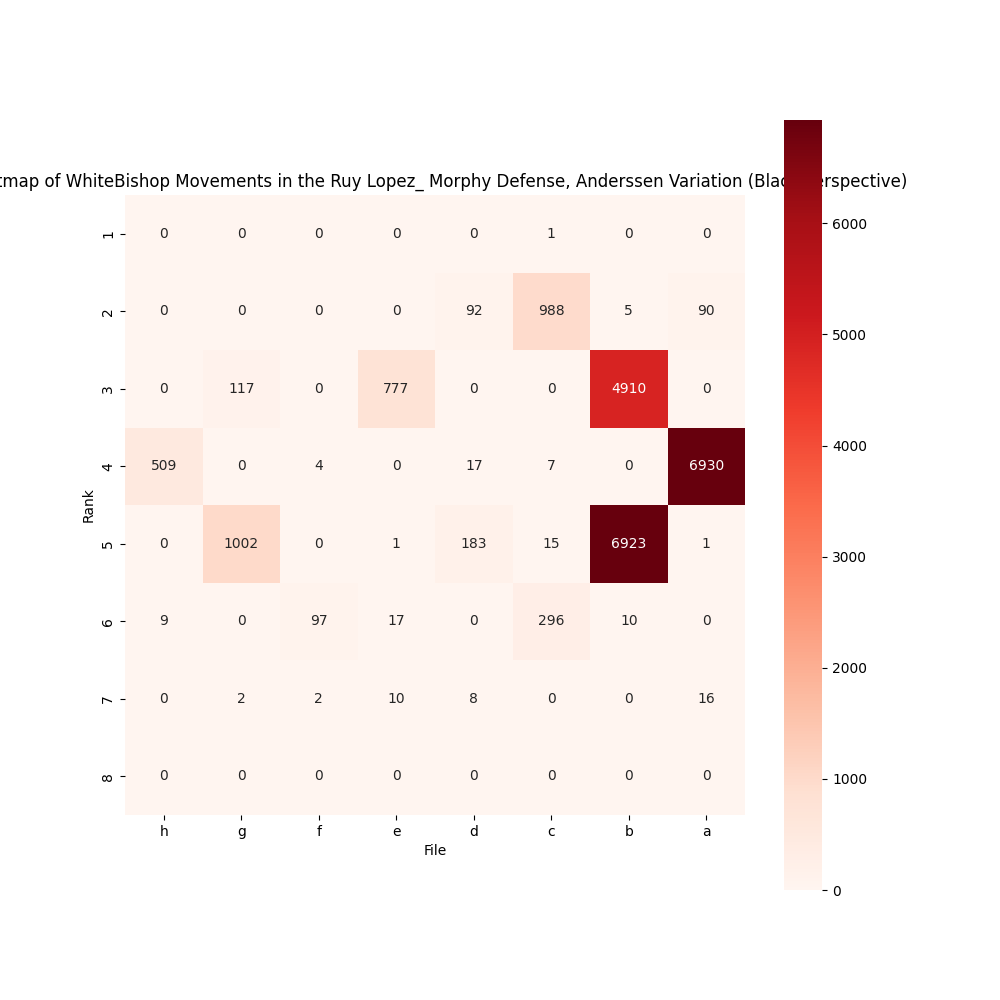 tmap of WhiteBishop Movements in the Ruy Lopez_ Morphy Defense, Anderssen Variation (Bla erspective)
1 0 0 0 0 0 1 0 0
2 0 0 0 0 92 988 5 90
3 0 117 0 777 0 0 4910 0
4 509 0 4 0 17 7 0 6930
5 0 1002 0 1 183 15 6923 1
6 9 0 97 17 0 296 10 0
7 0 2 2 10 8 0 0 16
8 0 0 0 0 0 0 0 0
h g f e d c b a
File
Rank
6000
5000
4000
3000
2000
1000
0